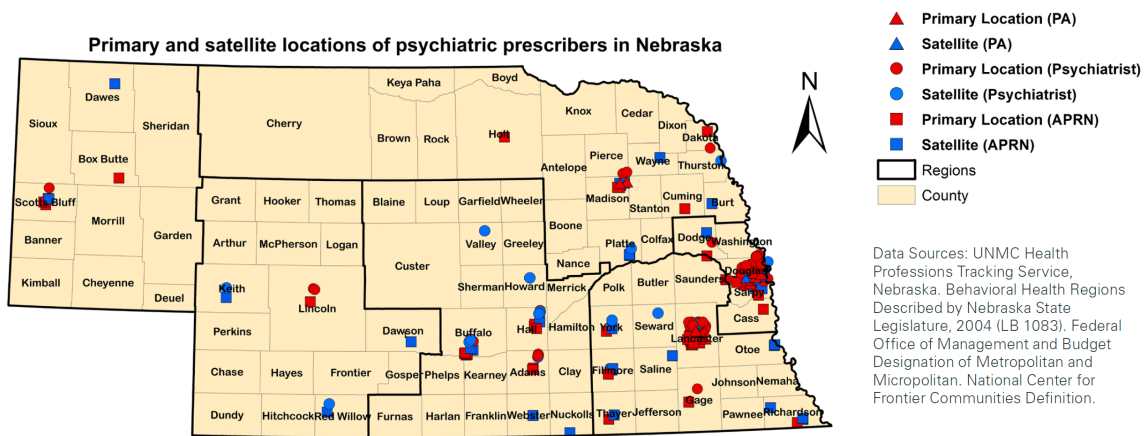 Primary and satellite locations of psychiatric prescribers in Nebraska
Primary Location (PA)
Satellite (PA)
Primary Location (Psychiatrist)
Satellite (Psychiatrist)
Primary Location (APRN)
Satellite (APRN)
Regions
County
N
Data Sources: UNMC Health
Professions Tracking Service,
Nebraska. Behavioral Health Regions
Described by Nebraska State
Legislature, 2004 (LB 1083). Federal
Office of Management and Budget
Designation of Metropolitan and
Micropolitan. National Center for
Frontier Communities Definition.
Sioux
Dawes
Sheridan
Box Butte
Scotts Bluff
Morrill
Garden
Banner
Kimball
Cheyenne
Deuel
Cherry
Keya Paha
Boyd
Brown
Rock
Holt
Knox
Cedar
Dixon
Dakota
Antelope
Pierce
Wayne
Thurston
Madison
Stanton
Cuming
Burt
Boone
Platte
Colfax
Dodge
Washington
Nance
Grant
Hooker
Thomas
Blaine
Loup
Garfield
Wheeler
Arthur
McPherson
Logan
Custer
Valley
Greeley
Keith
Lincoln
Sherman
Howard
Merrick
Polk
Butler
Saunders
Douglas
Sarpy
Cass
Perkins
Dawson
Buffalo
Hall
Hamilton
York
Seward
Lancaster
Otoe
Chase
Hayes
Frontier
Gosper
Phelps
Kearney
Adams
Clay
Fillmore
Saline
Johnson
Nemaha
Gage
Dundy
Hitchcock
Red Willow
Furnas
Harlan
Franklin
Webster
Nuckolls
Thayer
Jefferson
Pawnee
Richardson